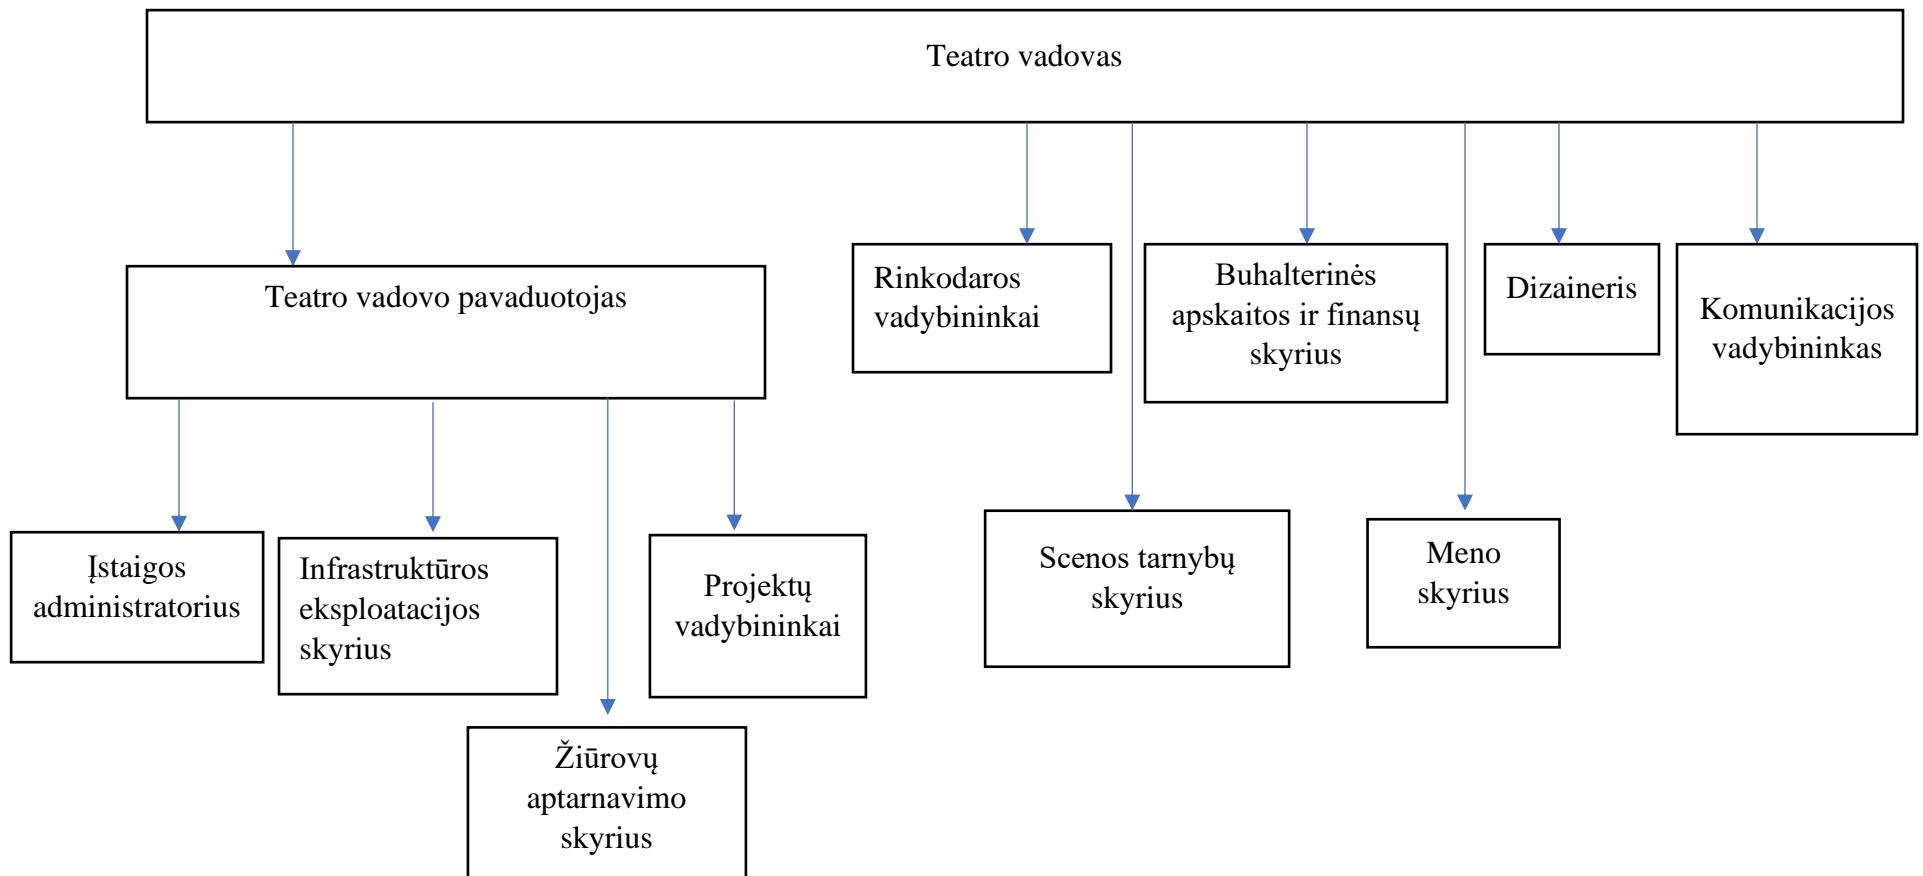 Teatro vadovas
Teatro vadovo pavaduotojas
Rinkodaros
vadybininkai
Buhalterinės
apskaitos ir finansų
skyrius
Dizaineris
Komunikacijos
vadybininkas
Įstaigos
administratorius
Infrastruktūros
eksploatacijos
skyrius
Projektų
vadybininkai
Scenos tarnybų
skyrius
Meno
skyrius
Žiūrovų
aptarnavimo
skyrius